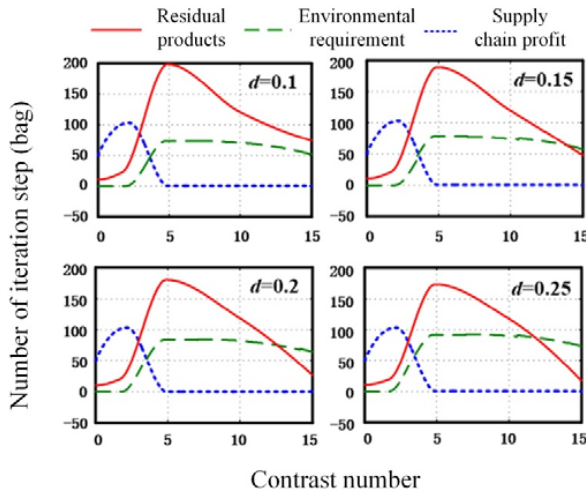 Residual products
Environmental requirement
Supply chain profit
Number of iteration step (bag)
d=0.1
200
150
100
50
0
−50
0 5 10 15
d=0.15
200
150
100
50
0
−50
0 5 10 15
d=0.2
200
150
100
50
0
−50
0 5 10 15
d=0.25
200
150
100
50
0
−50
0 5 10 15
Contrast number